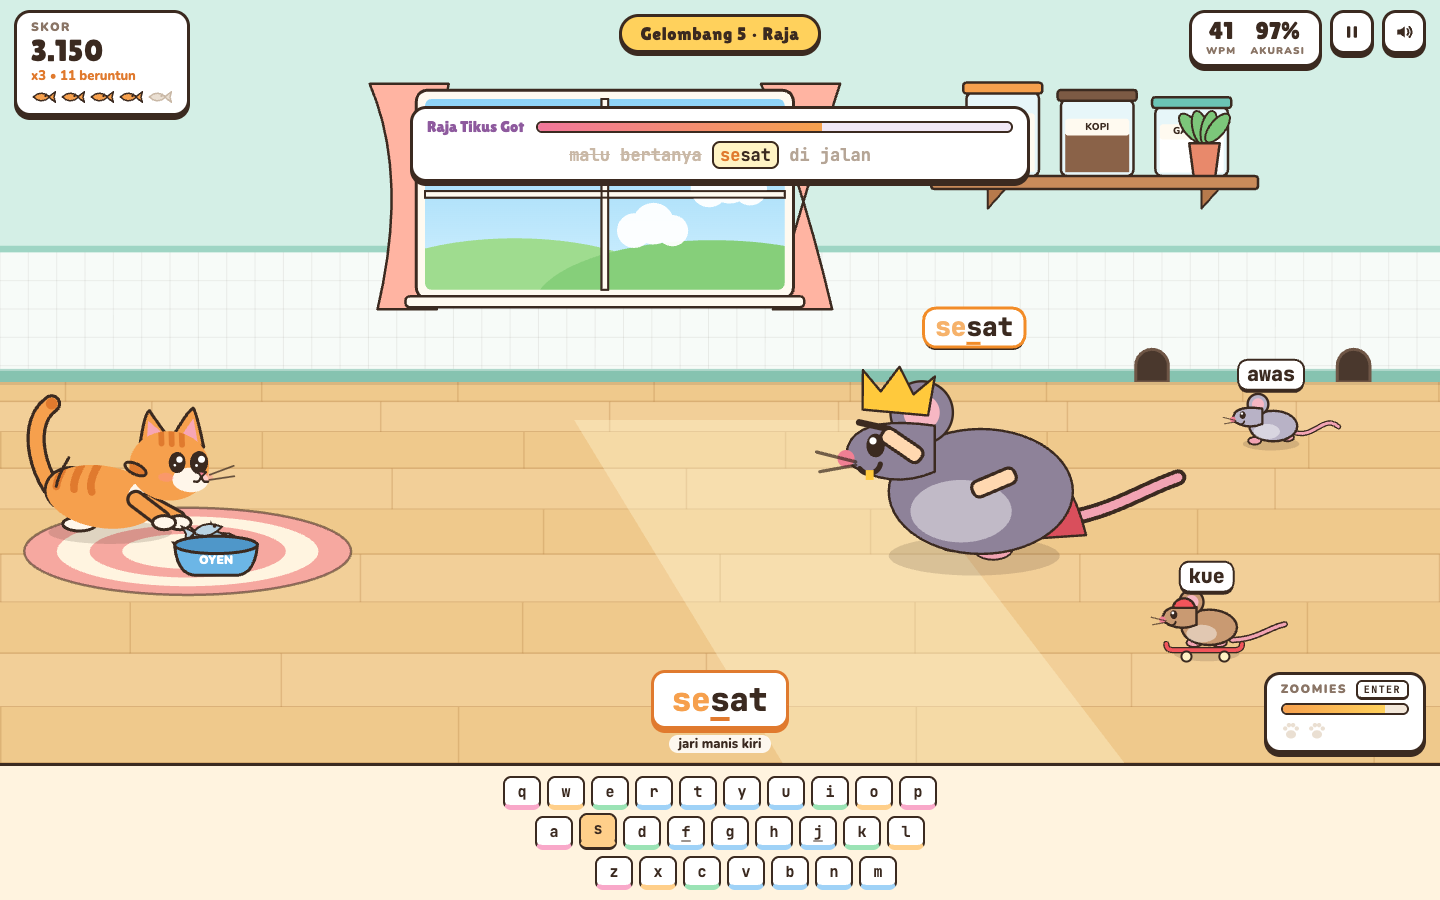 SKOR
3.150
x3 • 11 beruntun
Gelombang 5 · Raja
41 97%
WPM AKURASI
Raja Tikus Got
malu bertanya sesat di jalan
KOPI
sesat
awas
kue
OYEN
sesat
jari manis kiri
ZOOMIES ENTER
q w e r t y u i o p
a s d f g h j k l
z x c v b n m